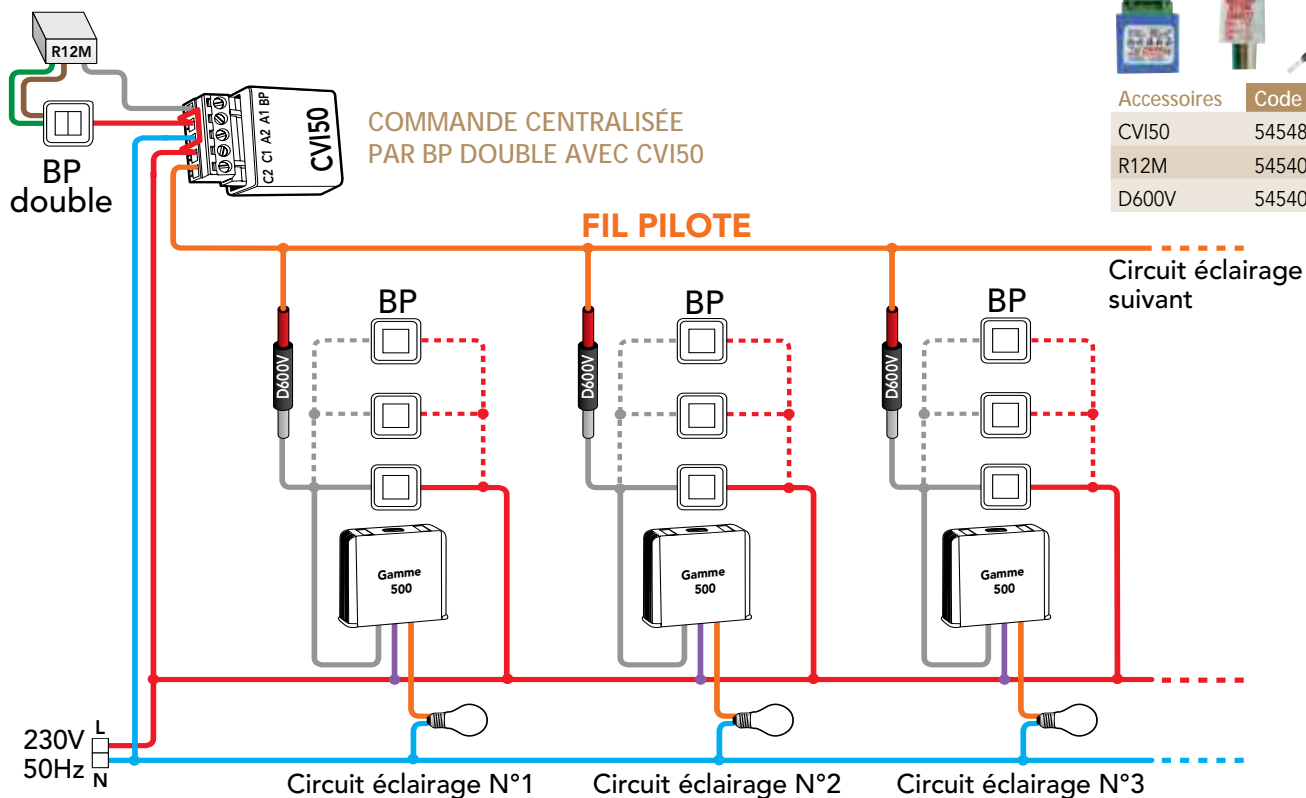 R12M
BP
double
C2 C1 A2 A1 BP
CVI50
COMMANDE CENTRALISÉE
PAR BP DOUBLE AVEC CVI50
Accessoires Code
CVI50 54548
R12M 54540
D600V 54540
FIL PILOTE
Circuit éclairage
suivant
BP BP BP
D600V D600V D600V
Gamme
500
Gamme
500
Gamme
500
230V L
50Hz N
Circuit éclairage N°1 Circuit éclairage N°2 Circuit éclairage N°3